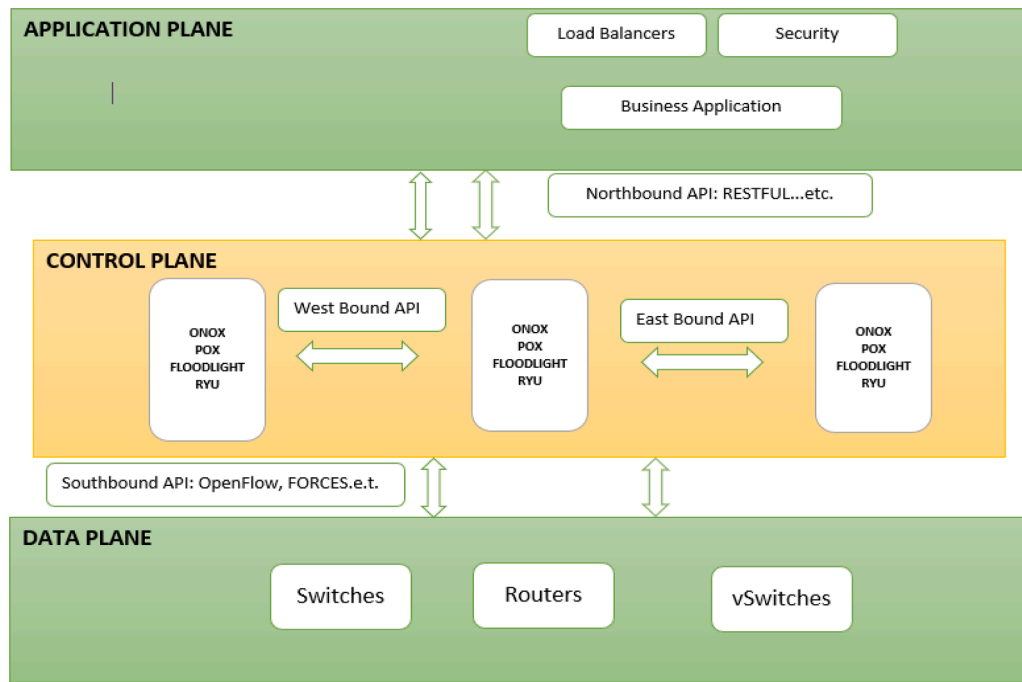 APPLICATION PLANE
Load Balancers
Security
Business Application
Northbound API: RESTFUL...etc.
CONTROL PLANE
West Bound API
East Bound API
ONOX
POX
FLOODLIGHT
RYU
ONOX
POX
FLOODLIGHT
RYU
ONOX
POX
FLOODLIGHT
RYU
Southbound API: OpenFlow, FORCES.e.t.
DATA PLANE
Switches
Routers
vSwitches